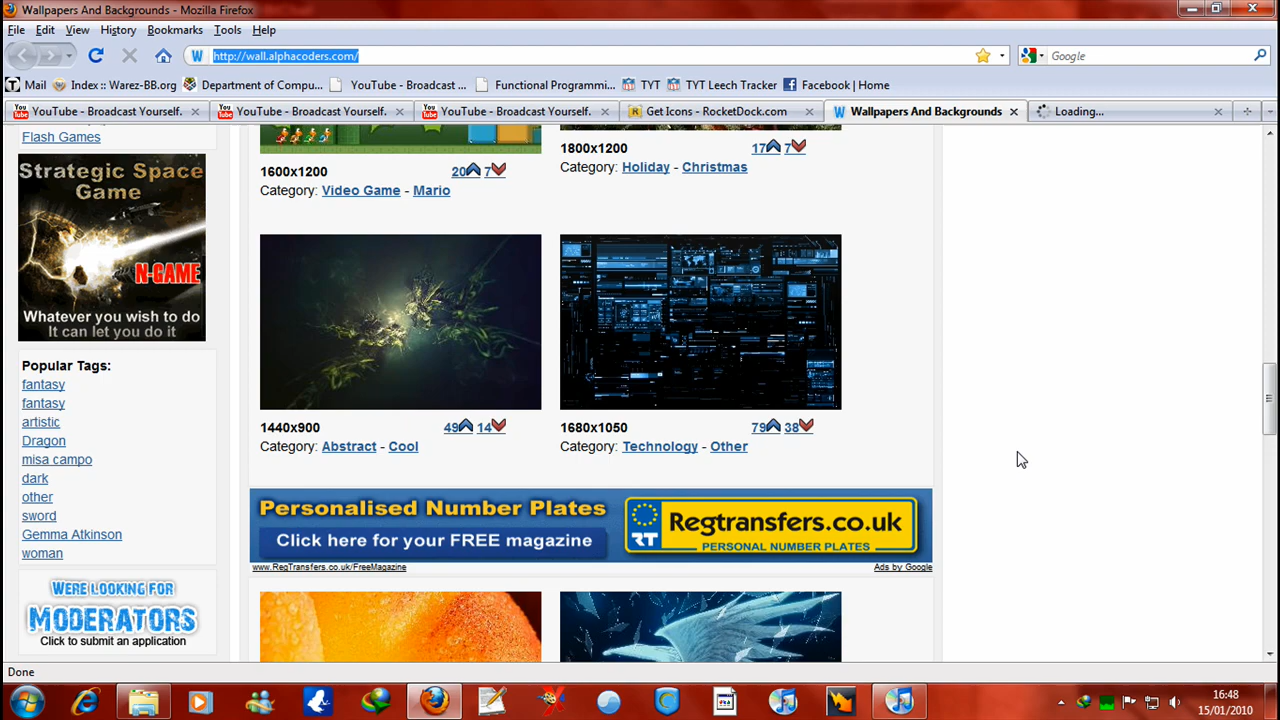 Wallpapers And Backgrounds - Mozilla Firefox
File Edit View History Bookmarks Tools Help
http://wall.alphacoders.com/
Google
Mail Index :: Warez-BB.org Department of Compu... YouTube - Broadcast ... Functional Programmi... TYT TYT Leech Tracker Facebook | Home
YouTube - Broadcast Yourself. YouTube - Broadcast Yourself. YouTube - Broadcast Yourself. Get Icons - RocketDock.com Wallpapers And Backgrounds Loading...
Flash Games
Strategic Space
Game
N-GAME
Whatever you wish to do
It can let you do it
Popular Tags:
fantasy
fantasy
artistic
Dragon
misa campo
dark
other
sword
Gemma Atkinson
woman
WERE LOOKING FOR
MODERATORS
Click to submit an application
1600x1200 20 7
Category: Video Game - Mario
1800x1200 17 7
Category: Holiday - Christmas
1440x900 49 14
Category: Abstract - Cool
1680x1050 79 38
Category: Technology - Other
Personalised Number Plates
Click here for your FREE magazine
Regtransfers.co.uk
RT PERSONAL NUMBER PLATES
www.RegTransfers.co.uk/FreeMagazine Ads by Google
Done
16:48
15/01/2010